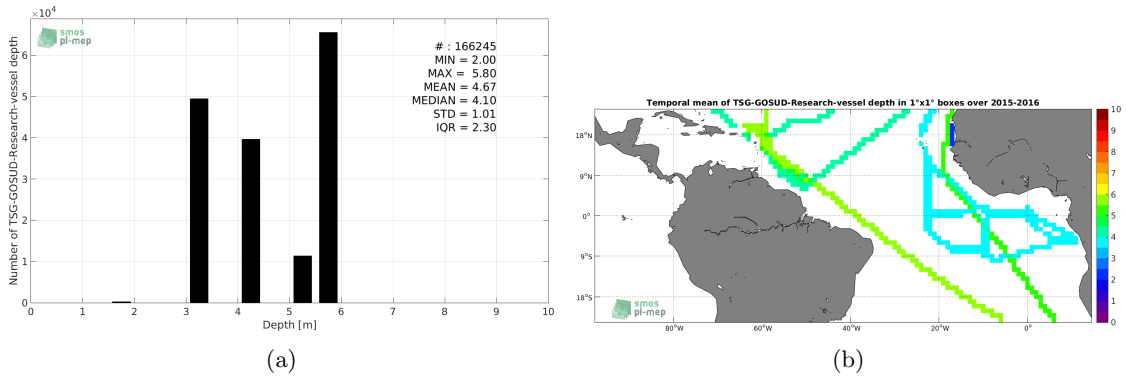 ×10⁴
smos
pi-mep
# : 166245
MIN = 2.00
MAX = 5.80
MEAN = 4.67
MEDIAN = 4.10
STD = 1.01
IQR = 2.30
Number of TSG-GOSUD-Research-vessel depth
6
5
4
3
2
1
0
0 1 2 3 4 5 6 7 8 9 10
Depth [m]
(a)
Temporal mean of TSG-GOSUD-Research-vessel depth in 1°x1° boxes over 2015-2016
18°N
9°N
0°
9°S
18°S
80°W 60°W 40°W 20°W 0°
smos
pi-mep
10
9
8
7
6
5
4
3
2
1
0
(b)